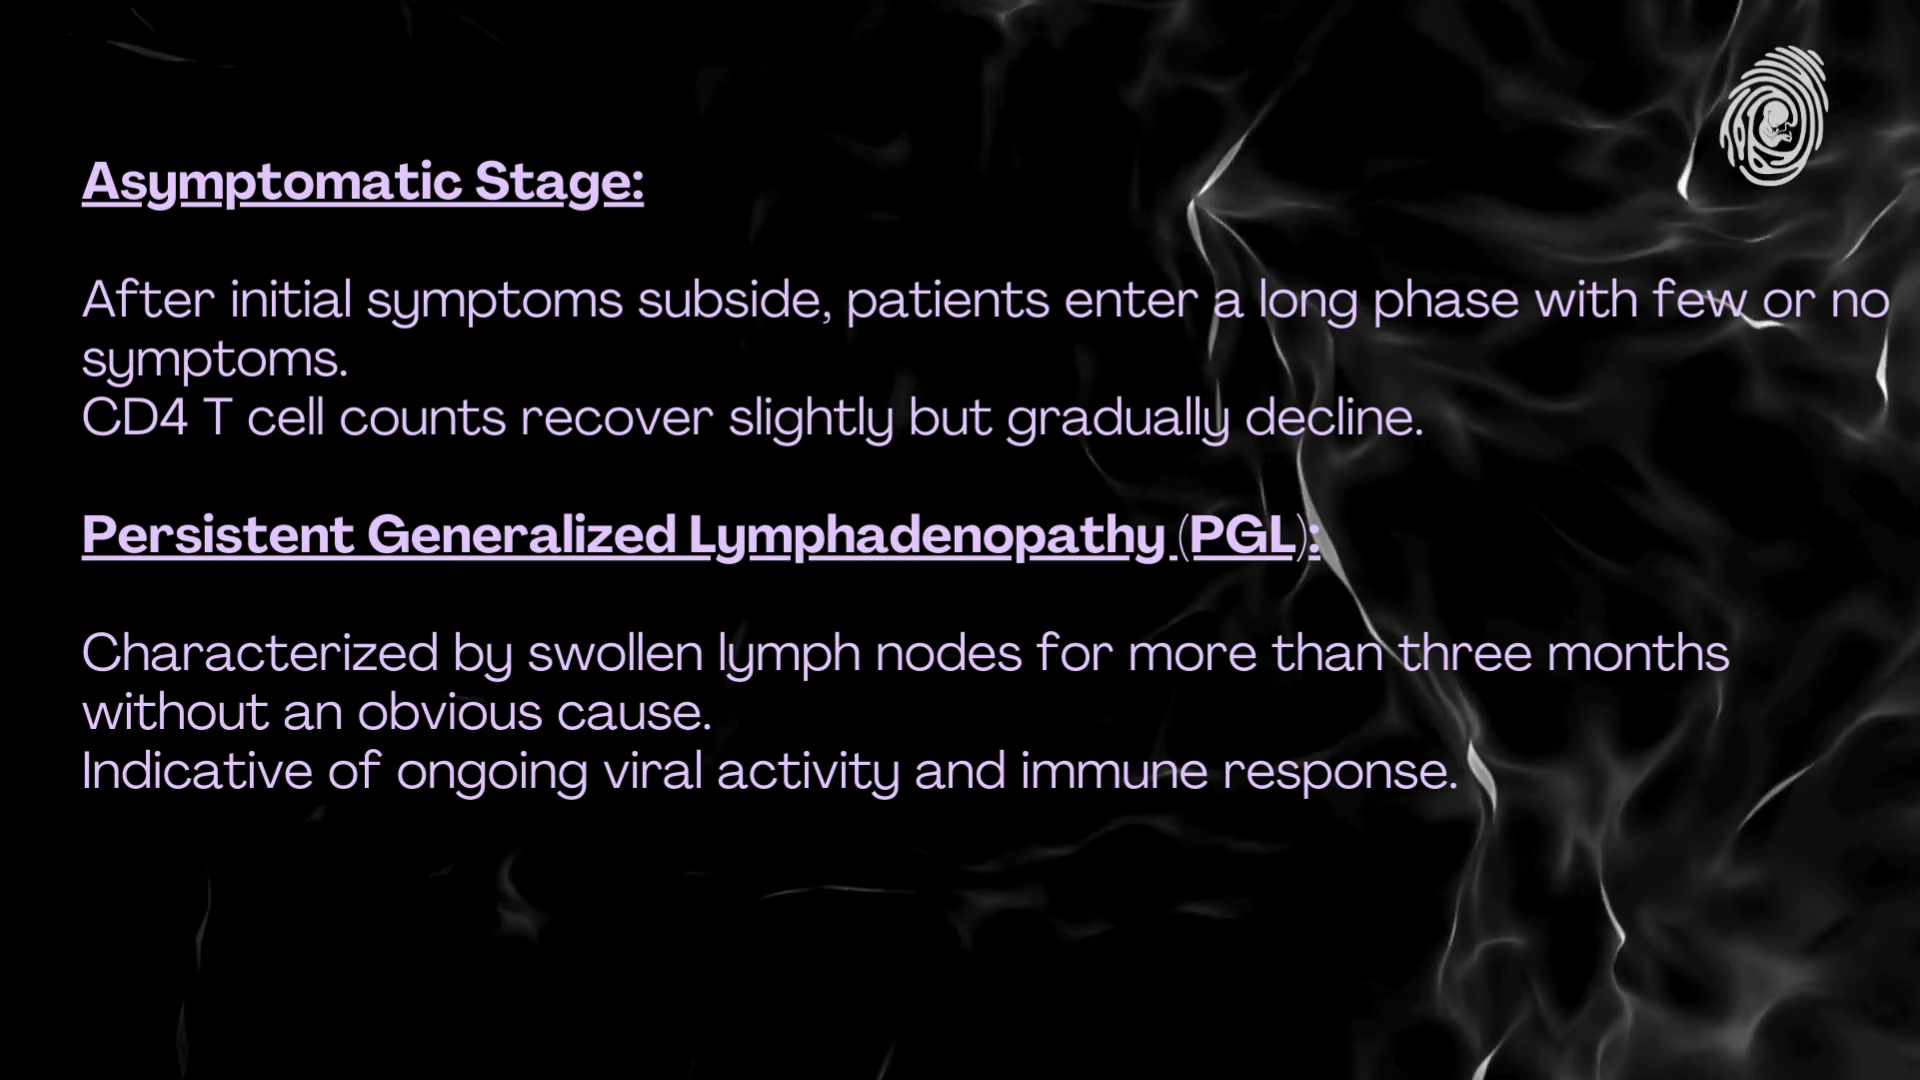 Asymptomatic Stage:
After initial symptoms subside, patients enter a long phase with few or no
symptoms.
CD4 T cell counts recover slightly but gradually decline.
Persistent Generalized Lymphadenopathy (PGL):
Characterized by swollen lymph nodes for more than three months
without an obvious cause.
Indicative of ongoing viral activity and immune response.